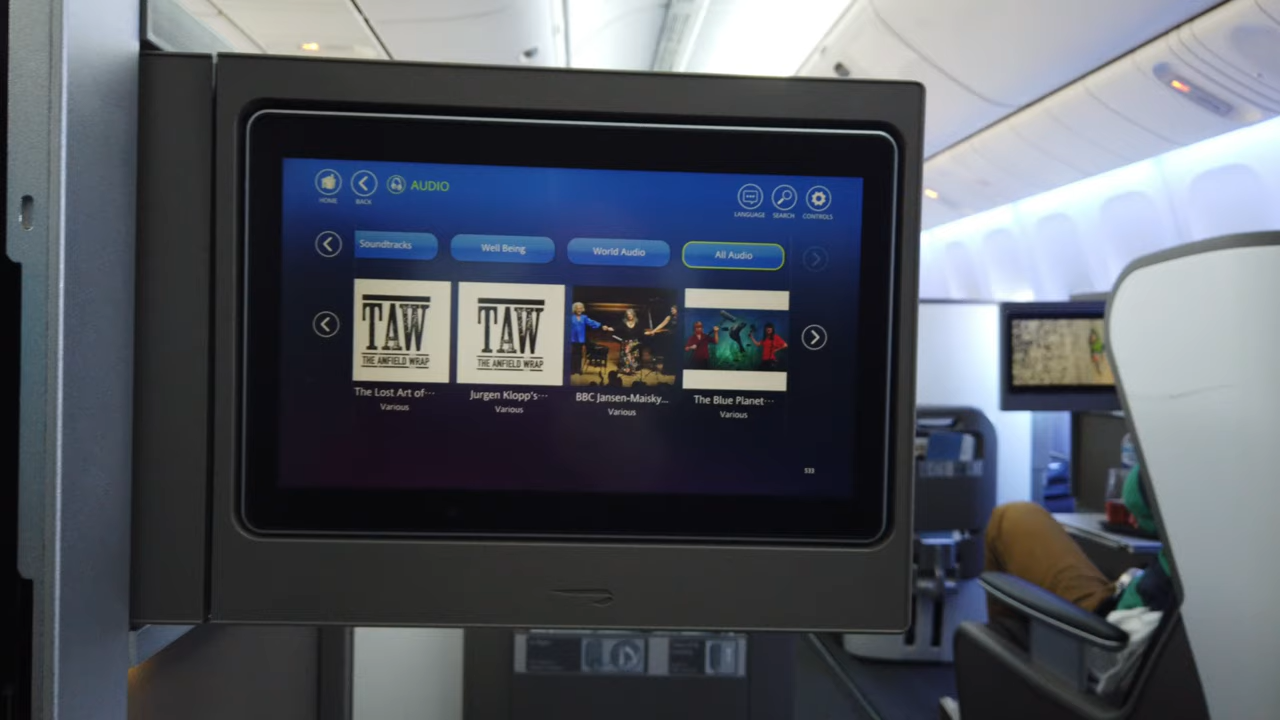 AUDIO
HOME
BACK
LANGUAGE
SEARCH
CONTROLS
Soundtracks
Well Being
World Audio
All Audio
TAW
THE ANFIELD WRAP
TAW
THE ANFIELD WRAP
The Lost Art of...
Various
Jurgen Klopp's...
Various
BBC Jansen-Maisky...
Various
The Blue Planet...
Various
533